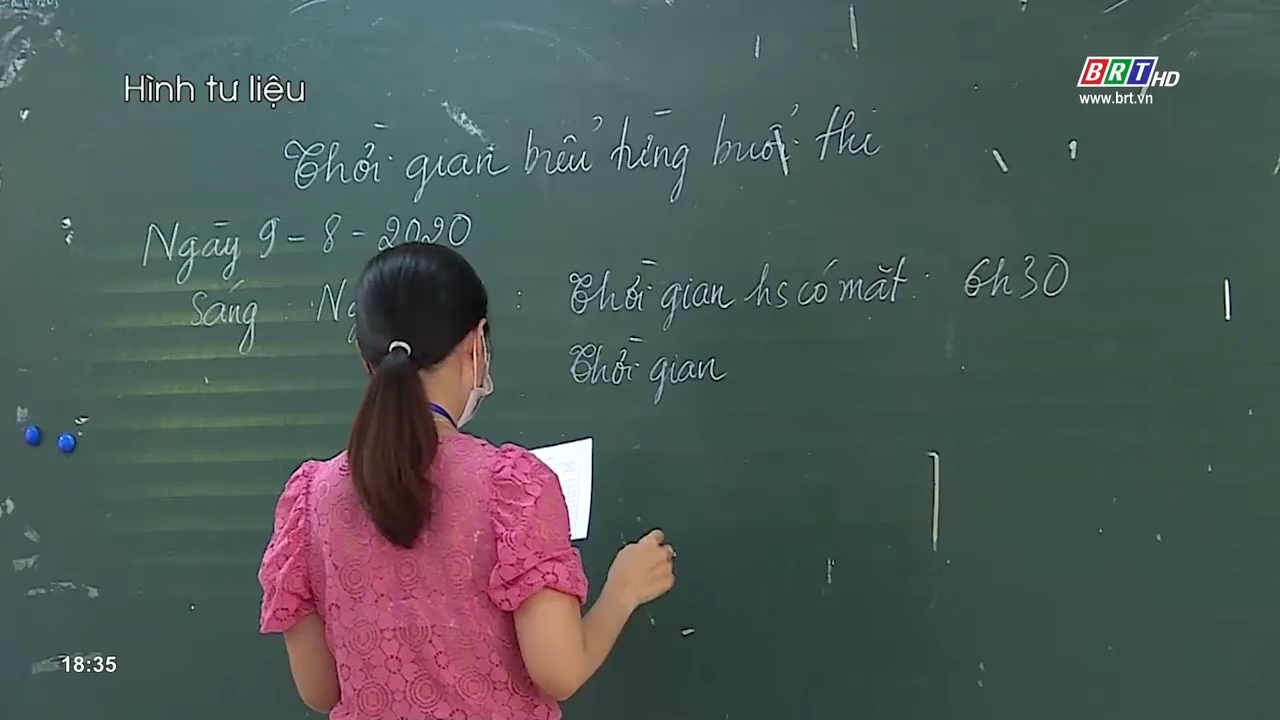 Hình tư liệu
BRT HD
www.brt.vn
Thời gian biểu từng buổi thi
Ngày 9-8-2020
Sáng : :
Thời gian hs có mặt : 6h30
Thời gian
18:35